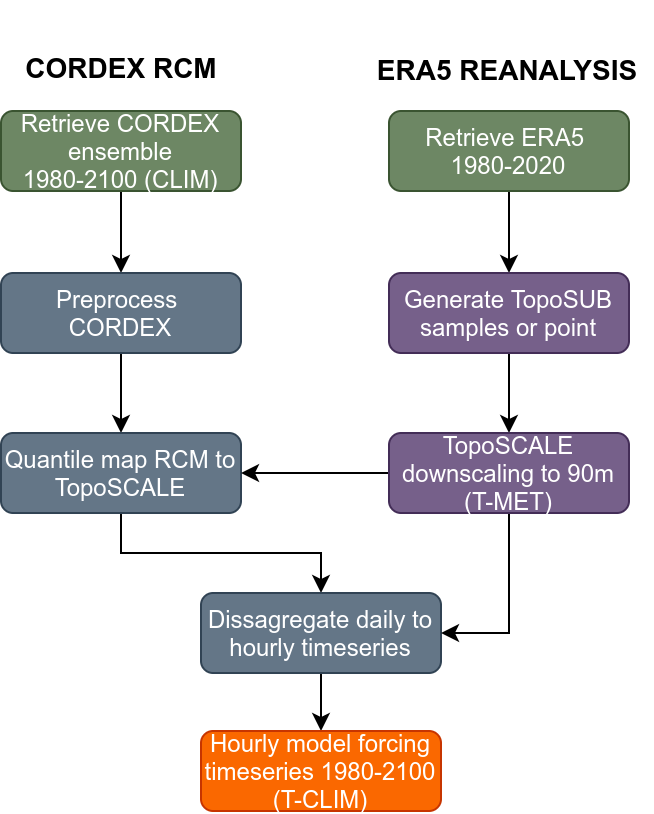 CORDEX RCM
ERA5 REANALYSIS
Retrieve CORDEX
ensemble
1980-2100 (CLIM)
Retrieve ERA5
1980-2020
Preprocess
CORDEX
Generate TopoSUB
samples or point
Quantile map RCM to
TopoSCALE
TopoSCALE
downscaling to 90m
(T-MET)
Dissagregate daily to
hourly timeseries
Hourly model forcing
timeseries 1980-2100
(T-CLIM)